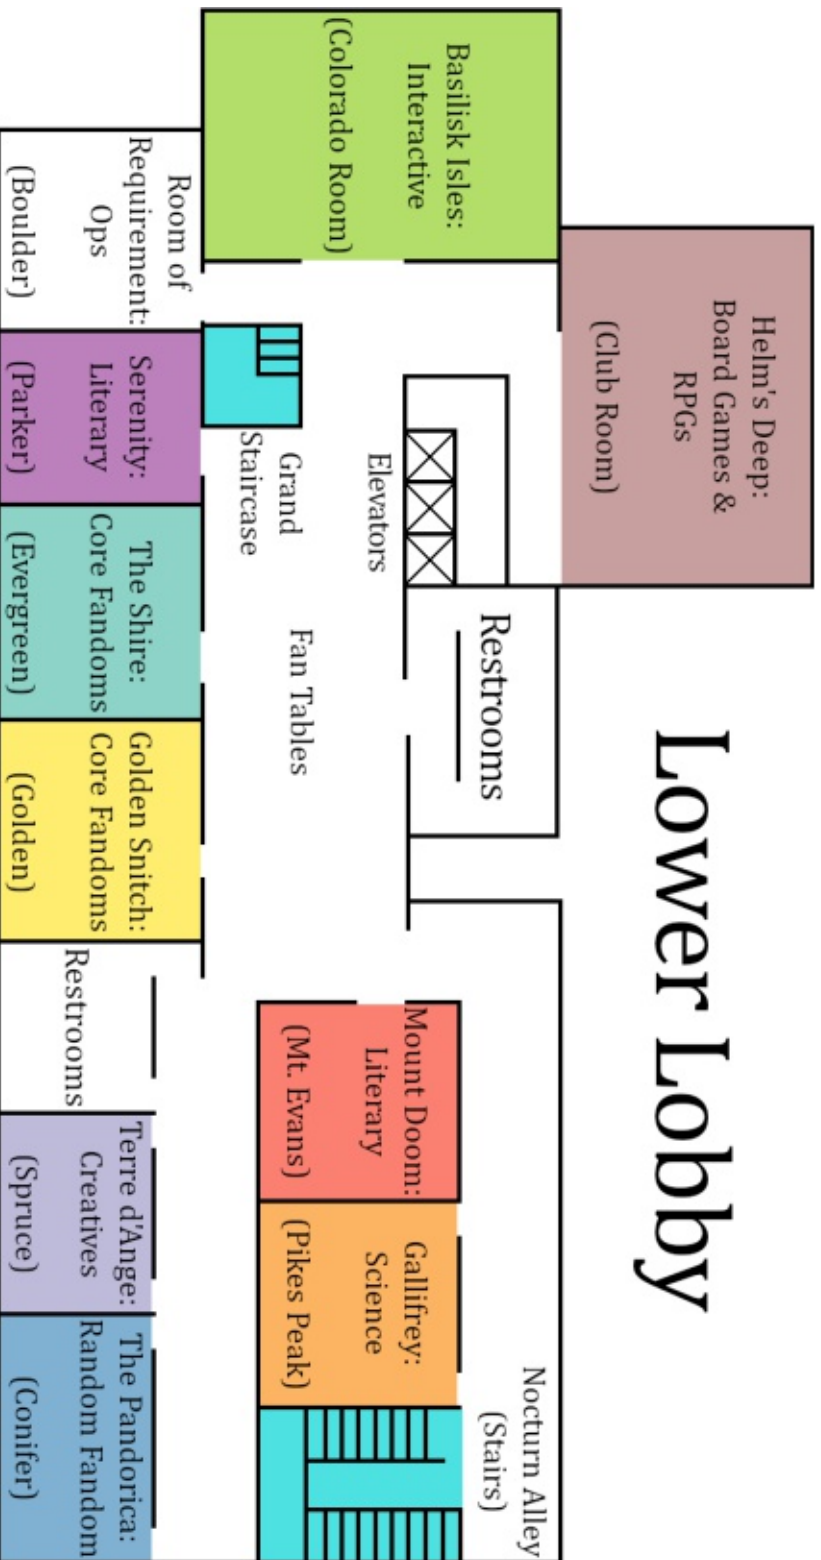 Lower Lobby
Helm's Deep:
Board Games &
RPGs
(Club Room)
Basilisk Isles:
Interactive
(Colorado Room)
Elevators
Restrooms
Grand
Staircase
Fan Tables
Nocturn Alley
(Stairs)
Mount Doom:
Literary
(Mt. Evans)
Gallifrey:
Science
(Pikes Peak)
Room of
Requirement:
Ops
(Boulder)
Serenity:
Literary
(Parker)
The Shire:
Core Fandoms
(Evergreen)
Golden Snitch:
Core Fandoms
(Golden)
Restrooms
Terre d'Ange:
Creatives
(Spruce)
The Pandorica:
Random Fandom
(Conifer)